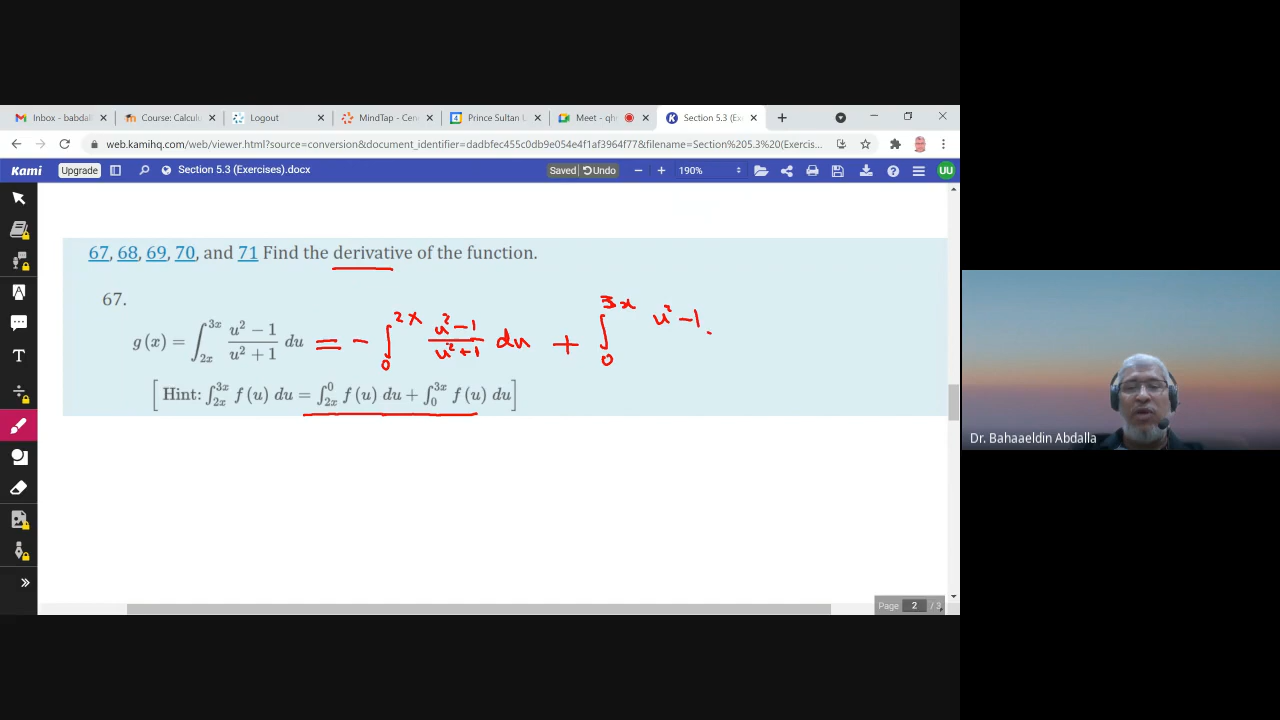 Inbox - babdal
Course: Calcul
Logout
MindTap - Cen
Prince Sultan U
Meet - qh
Section 5.3 (Ex
web.kamihq.com/web/viewer.html?source=conversion&document_identifier=dadbfec455c0db9e054e4f1af3964f77&filename=Section%205.3%20(Exercis...
Kami Upgrade Section 5.3 (Exercises).docx Saved Undo 190% UU
67, 68, 69, 70, and 71 Find the derivative of the function.
67.
g(x) = ∫_{2x}^{3x} (u² − 1)/(u² + 1) du = − ∫_0^{2x} (u² − 1)/(u² + 1) du + ∫_0^{3x} u² − 1
[Hint: ∫_{2x}^{3x} f(u) du = ∫_{2x}^{0} f(u) du + ∫_0^{3x} f(u) du]
Dr. Bahaaeldin Abdalla
Page 2 / 3